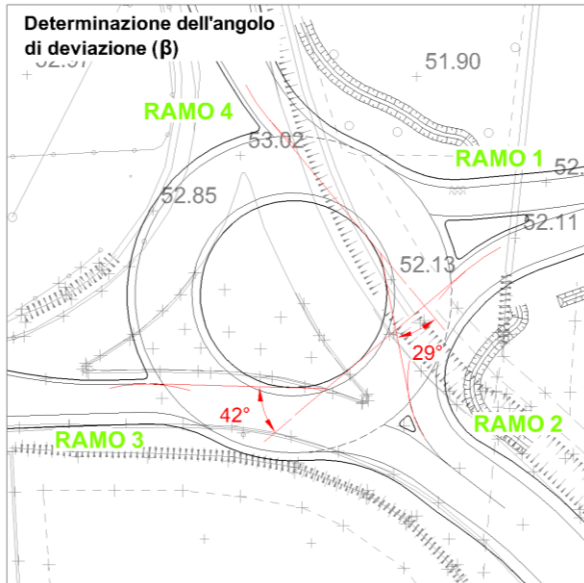 Determinazione dell'angolo
di deviazione (β)
51.90
RAMO 4
53.02
RAMO 1
52.85
52.11
52.13
29°
42°
RAMO 2
RAMO 3